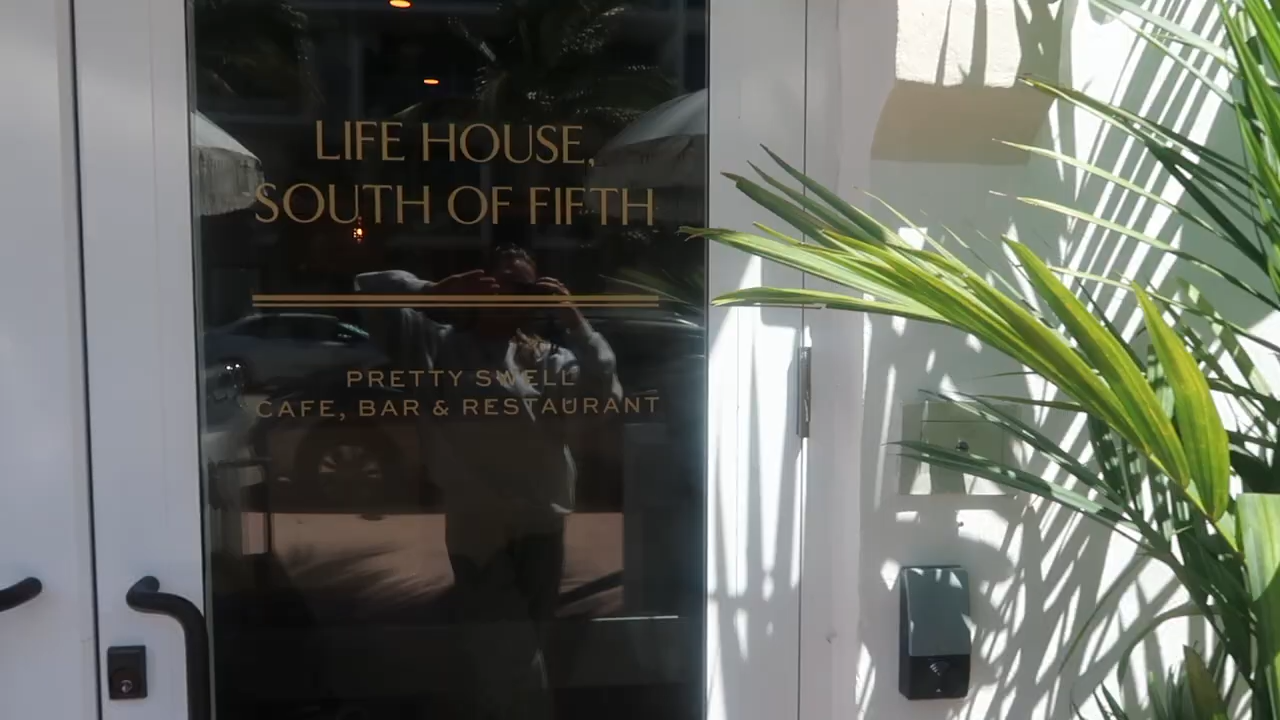 LIFE HOUSE,
SOUTH OF FIFTH
PRETTY SWELL
CAFE, BAR & RESTAURANT